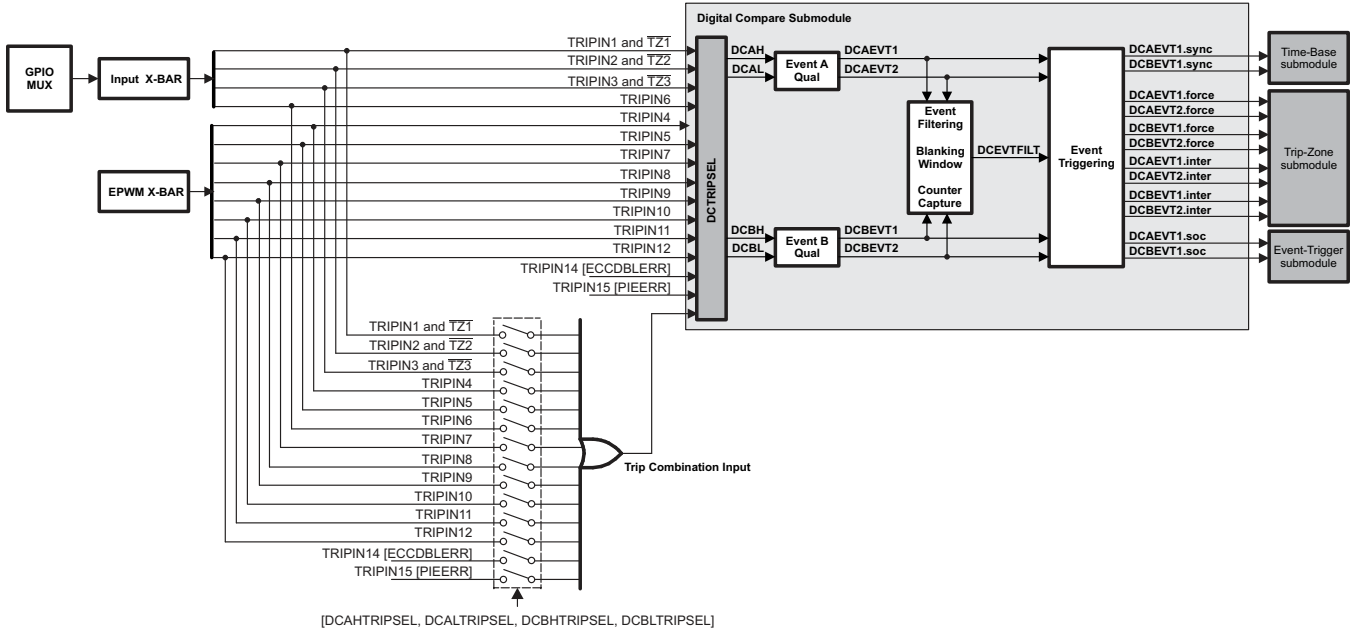 Digital Compare Submodule
GPIO
MUX
Input X-BAR
EPWM X-BAR
TRIPIN1 and TZ1
TRIPIN2 and TZ2
TRIPIN3 and TZ3
TRIPIN6
TRIPIN4
TRIPIN5
TRIPIN7
TRIPIN8
TRIPIN9
TRIPIN10
TRIPIN11
TRIPIN12
TRIPIN14 [ECCDBLERR]
TRIPIN15 [PIEERR]
DCTRIPSEL
DCAH
DCAL
Event A
Qual
DCAEVT1
DCAEVT2
DCBH
DCBL
Event B
Qual
DCBEVT1
DCBEVT2
Event
Filtering
Blanking
Window
Counter
Capture
DCEVTFILT
Event
Triggering
DCAEVT1.sync
DCBEVT1.sync
DCAEVT1.force
DCAEVT2.force
DCBEVT1.force
DCBEVT2.force
DCAEVT1.inter
DCAEVT2.inter
DCBEVT1.inter
DCBEVT2.inter
DCAEVT1.soc
DCBEVT1.soc
Time-Base
submodule
Trip-Zone
submodule
Event-Trigger
submodule
TRIPIN1 and TZ1
TRIPIN2 and TZ2
TRIPIN3 and TZ3
TRIPIN4
TRIPIN5
TRIPIN6
TRIPIN7
TRIPIN8
TRIPIN9
TRIPIN10
TRIPIN11
TRIPIN12
TRIPIN14 [ECCDBLERR]
TRIPIN15 [PIEERR]
Trip Combination Input
[DCAHTRIPSEL, DCALTRIPSEL, DCBHTRIPSEL, DCBLTRIPSEL]